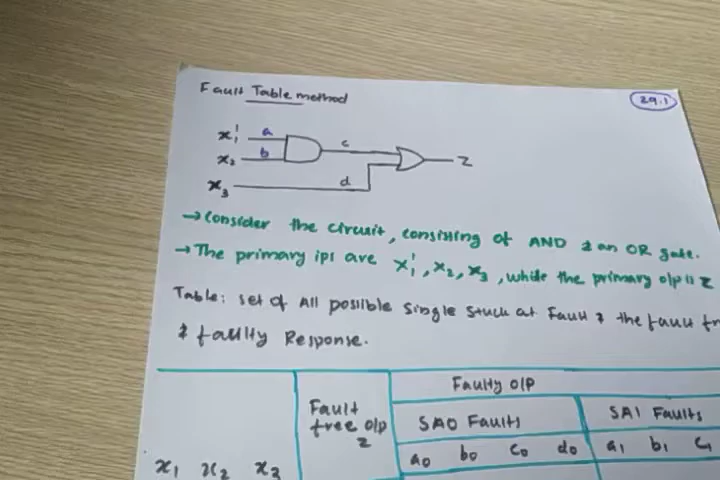 Fault Table method
29.1
x₁' a
x₂ b
c
x₃ d
z
→ Consider the circuit, consisting of AND & an OR gate.
→ The primary ips are x₁', x₂, x₃, while the primary o/p is z
Table: set of All possible single stuck at Fault & the fault
& faulty Response.
Faulty O/P
Fault free o/p z
SA0 Faults
SA1 Faults
x₁ x₂ x₃
a₀ b₀ c₀ d₀ a₁ b₁ c₁